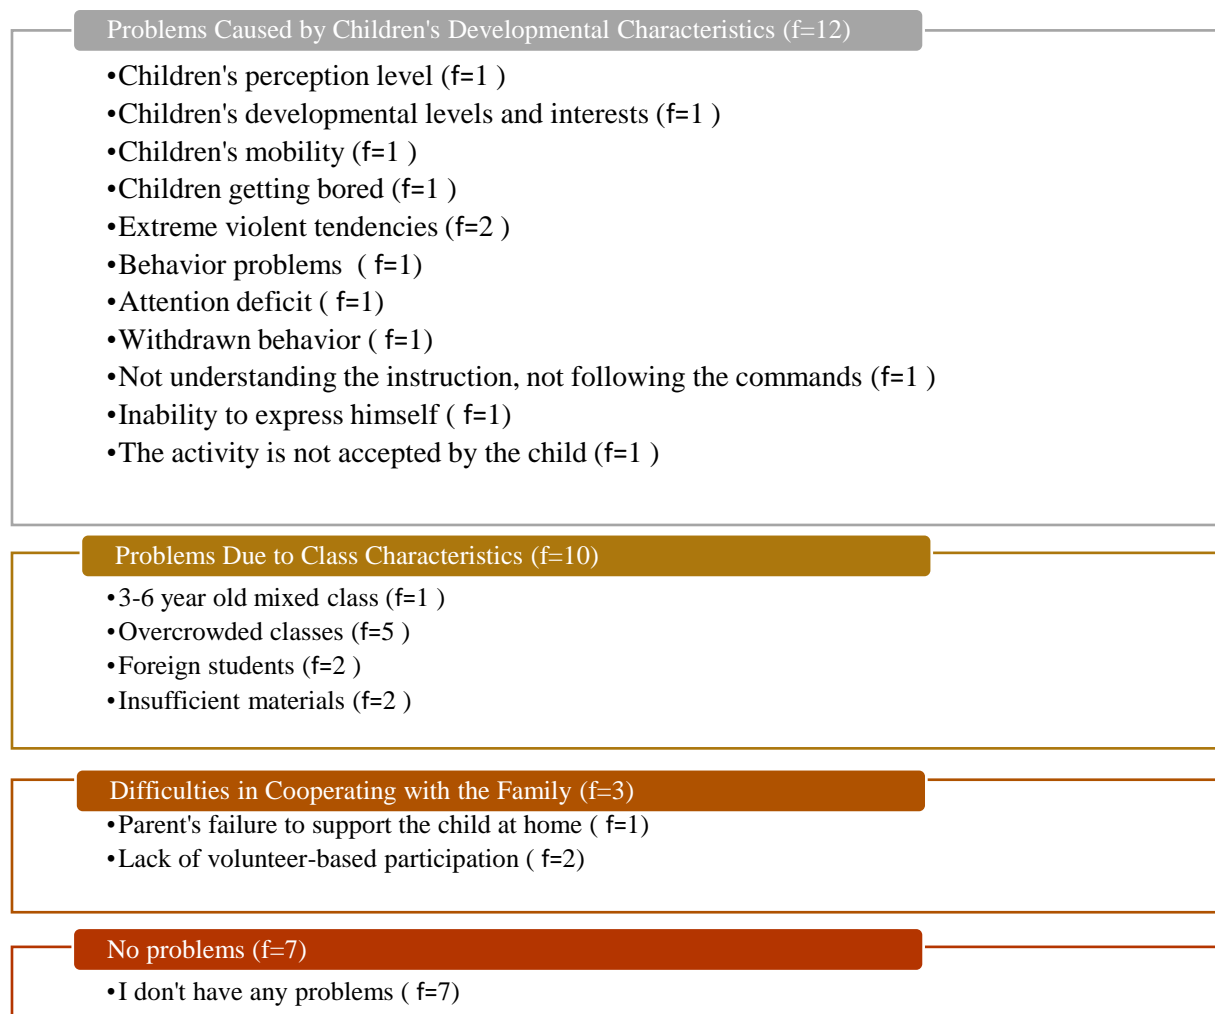 Problems Caused by Children's Developmental Characteristics (f=12)
•Children's perception level (f=1 )
•Children's developmental levels and interests (f=1 )
•Children's mobility (f=1 )
•Children getting bored (f=1 )
•Extreme violent tendencies (f=2 )
•Behavior problems  ( f=1)
•Attention deficit ( f=1)
•Withdrawn behavior ( f=1)
•Not understanding the instruction, not following the commands (f=1 )
•Inability to express himself ( f=1)
•The activity is not accepted by the child (f=1 )
Problems Due to Class Characteristics (f=10)
•3-6 year old mixed class (f=1 )
•Overcrowded classes (f=5 )
•Foreign students (f=2 )
•Insufficient materials (f=2 )
Difficulties in Cooperating with the Family (f=3)
•Parent's failure to support the child at home ( f=1)
•Lack of volunteer-based participation ( f=2)
No problems (f=7)
•I don't have any problems ( f=7)